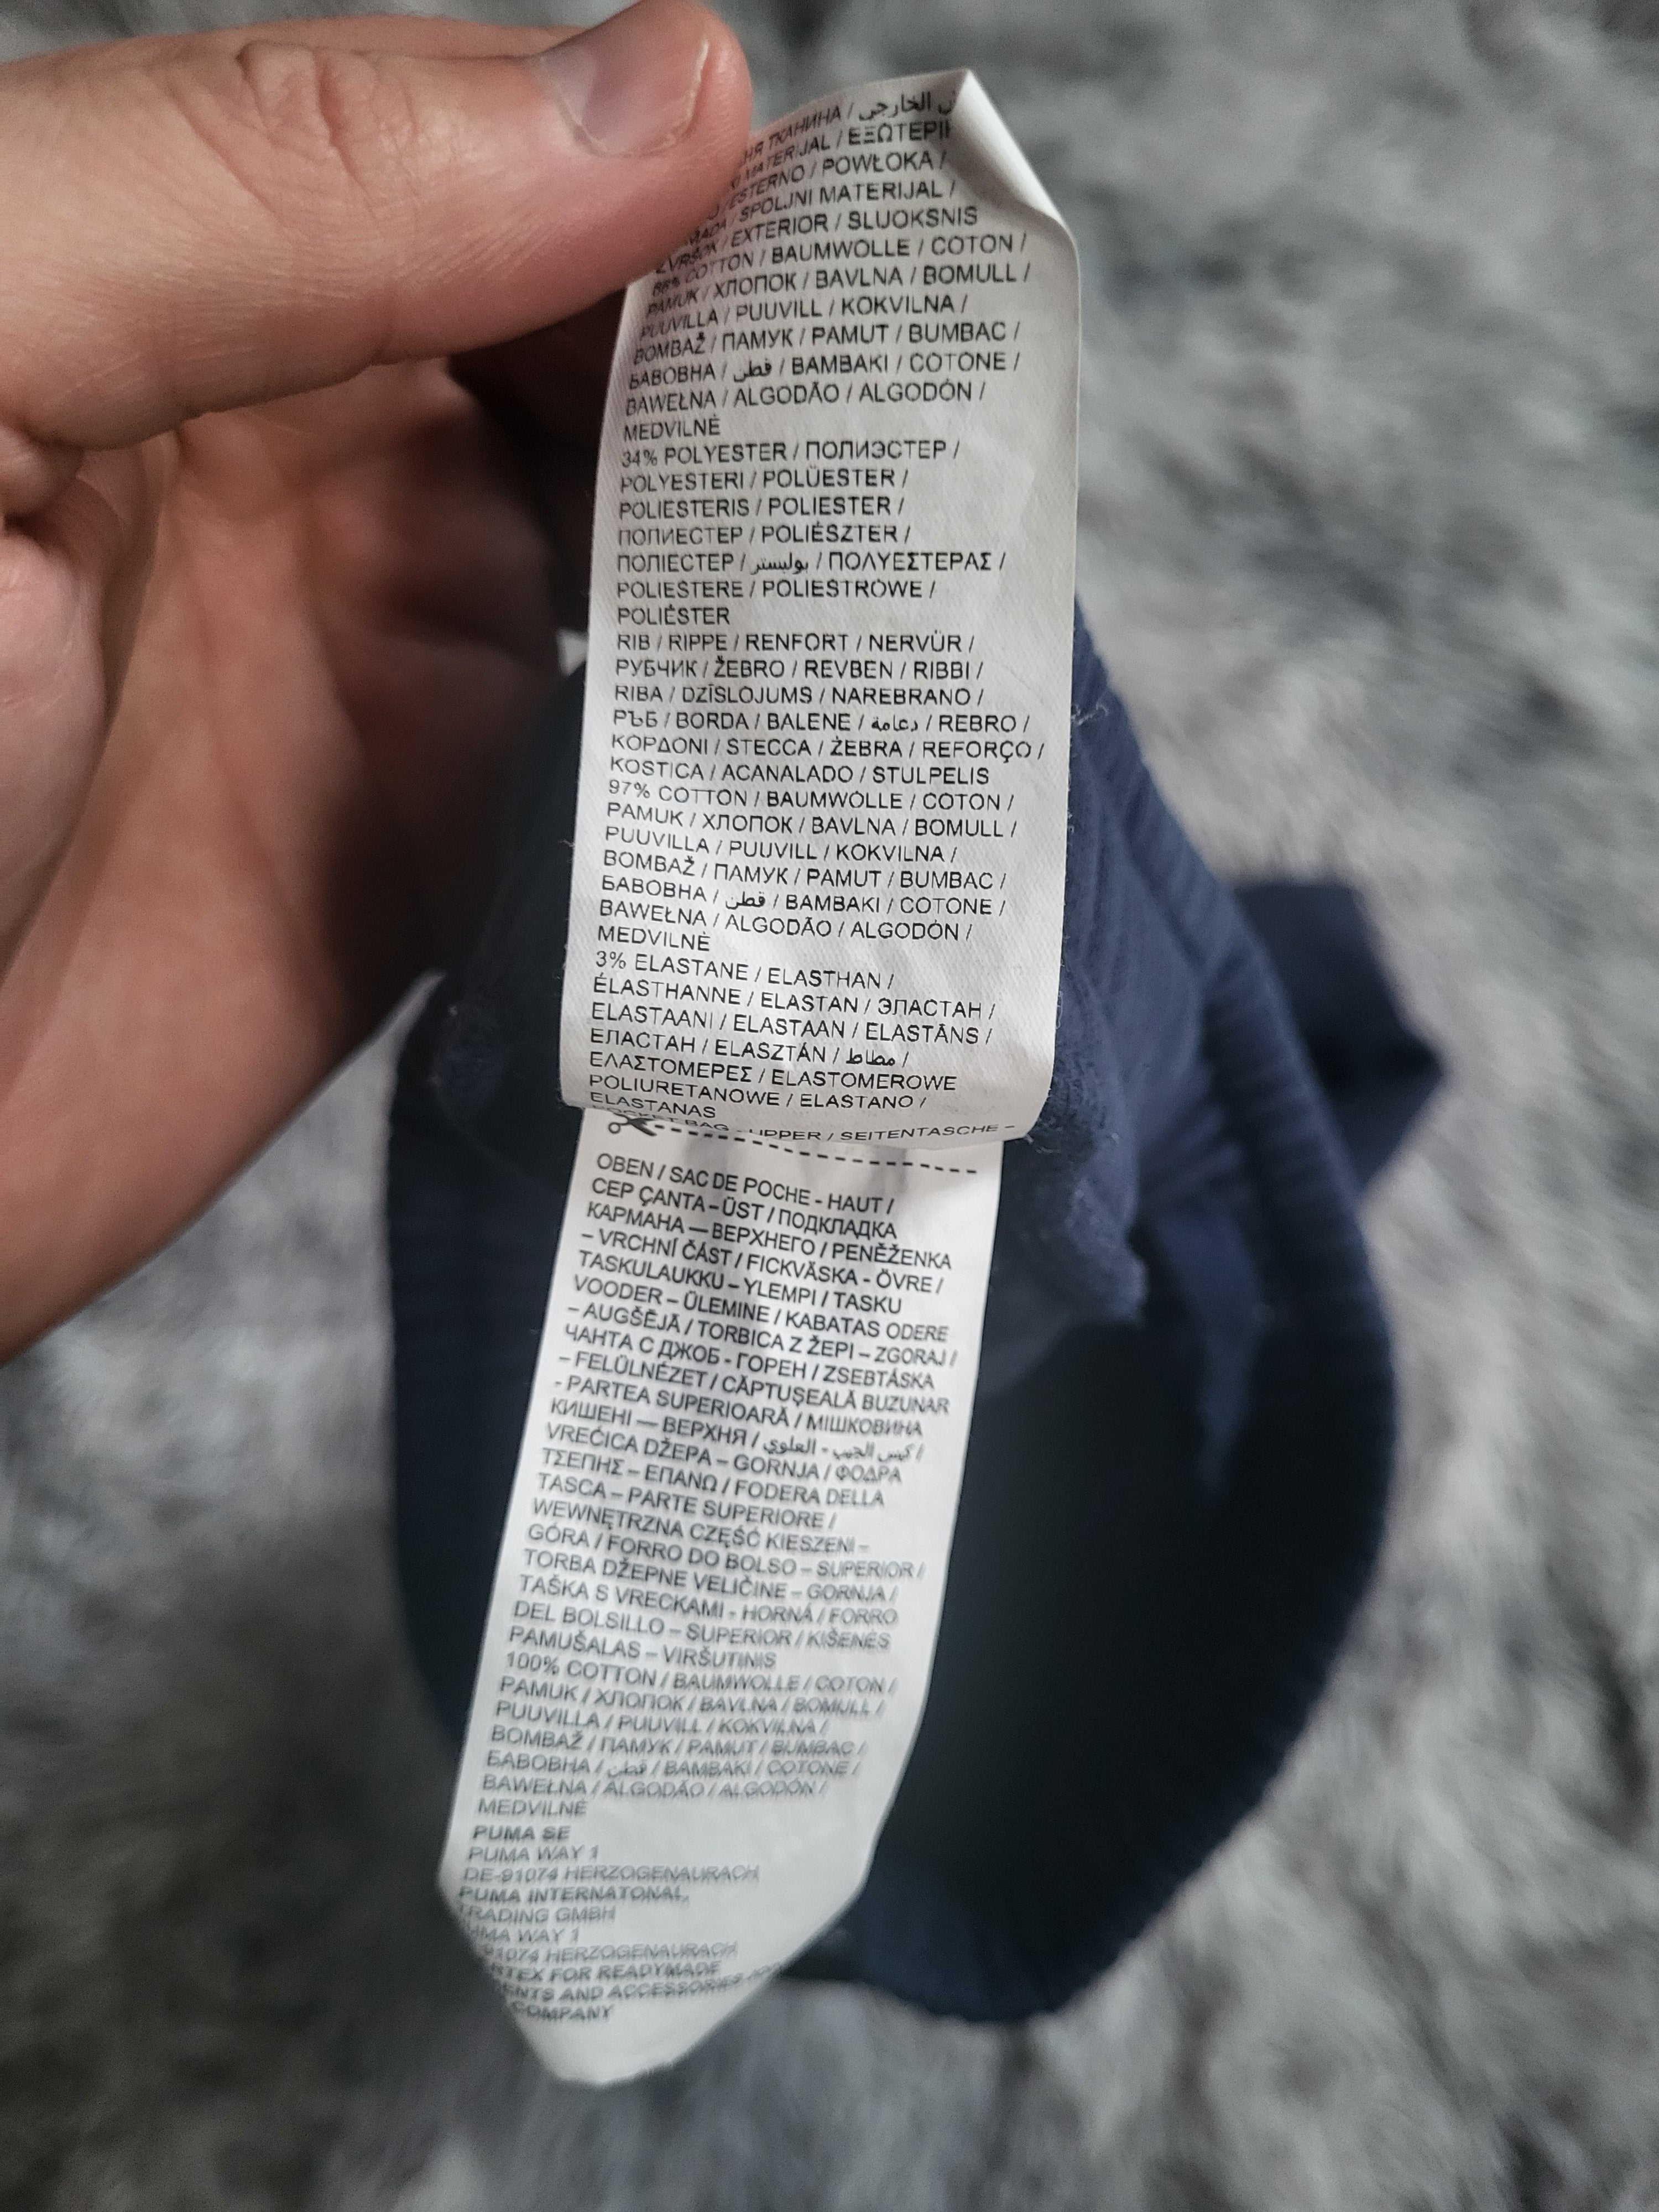 ТКАНИНА / الخارجي
MATERIJAL / ΕΞΩΤΕΡΙ
ESTERNO / POWŁOKA /
SPOLJNI MATERIJAL /
ZVRŠOK / EXTERIOR / SLUOKSNIS
66% COTTON / BAUMWOLLE / COTON /
PAMUK / ХЛОПОК / BAVLNA / BOMULL /
PUUVILLA / PUUVILL / KOKVILNA /
BOMBAŽ / ПАМУК / PAMUT / BUMBAC /
БАВОВНА / قطن / BAMBAKI / COTONE /
BAWEŁNA / ALGODÃO / ALGODÓN /
MEDVILNĖ
34% POLYESTER / ПОЛИЭСТЕР /
POLYESTERI / POLÜESTER /
POLIESTERIS / POLIESTER /
ПОЛИЕСТЕР / POLIÉSZTER /
ПОЛІЕСТЕР / بوليستر / ΠΟΛΥΕΣΤΕΡΑΣ /
POLIESTERE / POLIESTROWE /
POLIÉSTER
RIB / RIPPE / RENFORT / NERVÜR /
РУБЧИК / ŽEBRO / REVBEN / RIBBI /
RIBA / DZĪSLOJUMS / NAREBRANO /
РЪБ / BORDA / BALENE / دعامة / REBRO /
ΚΟΡΔΟΝΙ / STECCA / ŻEBRA / REFORÇO /
KOSTICA / ACANALADO / STULPELIS
97% COTTON / BAUMWOLLE / COTON /
PAMUK / ХЛОПОК / BAVLNA / BOMULL /
PUUVILLA / PUUVILL / KOKVILNA /
BOMBAŽ / ПАМУК / PAMUT / BUMBAC /
БАВОВНА / قطن / BAMBAKI / COTONE /
BAWEŁNA / ALGODÃO / ALGODÓN /
MEDVILNĖ
3% ELASTANE / ELASTHAN /
ÉLASTHANNE / ELASTAN / ЭЛАСТАН /
ELASTAANI / ELASTAAN / ELASTĀNS /
ЕЛАСТАН / ELASZTÁN / مطاط /
ΕΛΑΣΤΟΜΕΡΕΣ / ELASTOMEROWE
POLIURETANOWE / ELASTANO /
ELASTANAS
POCKET BAG - UPPER / SEITENTASCHE –
OBEN / SAC DE POCHE - HAUT /
CEP ÇANTA – ÜST / ПОДКЛАДКА
КАРМАНА — ВЕРХНЕГО / PENĚŽENKA
– VRCHNÍ ČÁST / FICKVÄSKA - ÖVRE /
TASKULAUKKU – YLEMPI / TASKU
VOODER – ÜLEMINE / KABATAS ODERE
– AUGŠĒJĀ / TORBICA Z ŽEPI – ZGORAJ /
ЧАНТА С ДЖОБ - ГОРЕН / ZSEBTÁSKA
– FELÜLNÉZET / CĂPTUȘEALĂ BUZUNAR
- PARTEA SUPERIOARĂ / МІШКОВИНА
КИШЕНІ — ВЕРХНЯ / كيس الجيب - العلوي /
VREĆICA DŽEPA – GORNJA / ΦΟΔΡΑ
ΤΣΕΠΗΣ – ΕΠΑΝΩ / FODERA DELLA
TASCA – PARTE SUPERIORE /
WEWNĘTRZNA CZĘŚĆ KIESZENI –
GÓRA / FORRO DO BOLSO – SUPERIOR /
TORBA DŽEPNE VELIČINE – GORNJA /
TAŠKA S VRECKAMI - HORNÁ / FORRO
DEL BOLSILLO – SUPERIOR / KIŠENĖS
PAMUŠALAS – VIRŠUTINIS
100% COTTON / BAUMWOLLE / COTON /
PAMUK / ХЛОПОК / BAVLNA / BOMULL /
PUUVILLA / PUUVILL / KOKVILNA /
BOMBAŽ / ПАМУК / PAMUT / BUMBAC /
БАВОВНА / قطن / BAMBAKI / COTONE /
BAWEŁNA / ALGODÃO / ALGODÓN /
MEDVILNĖ
PUMA SE
PUMA WAY 1
DE-91074 HERZOGENAURACH
PUMA INTERNATONAL
TRADING GMBH
UMA WAY 1
91074 HERZOGENAURACH
RTEX FOR READYMADE
ENTS AND ACCESSORIES
COMPANY